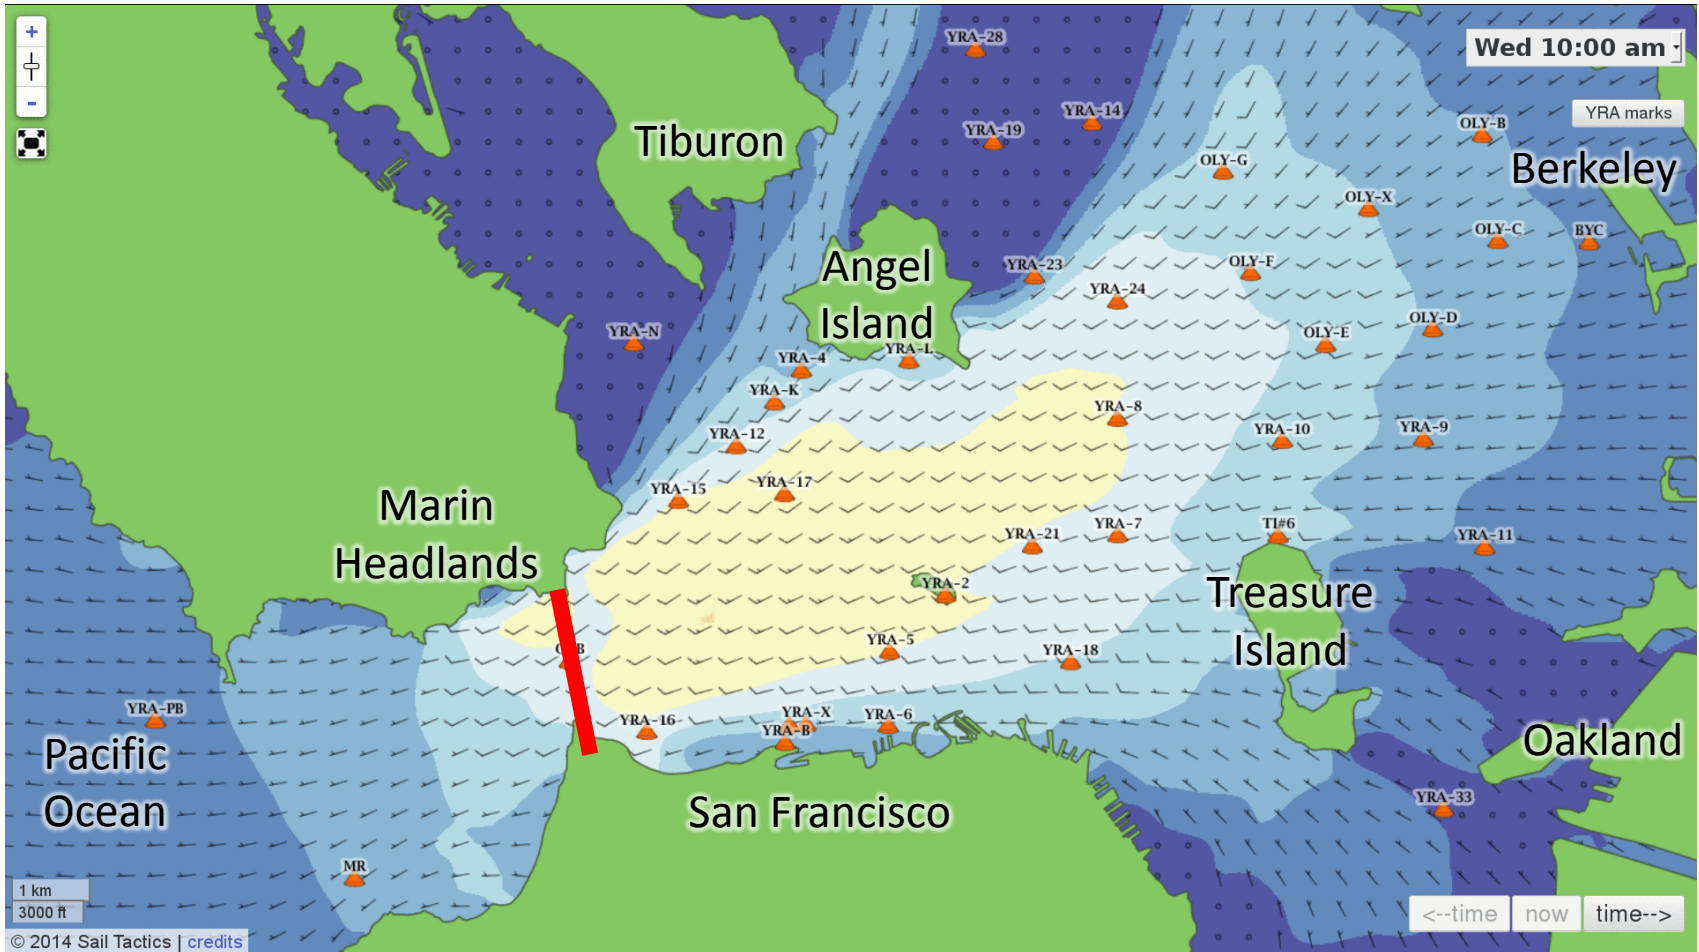 +
-
Wed 10:00 am
YRA marks
YRA-28
YRA-14
YRA-19
Tiburon
OLY-B
OLY-G
Berkeley
OLY-X
OLY-C
BYC
Angel
Island
YRA-23
OLY-F
YRA-24
YRA-N
OLY-D
OLY-E
YRA-L
YRA-4
YRA-K
YRA-8
YRA-12
YRA-10
YRA-9
YRA-15
YRA-17
Marin
Headlands
YRA-21
YRA-7
TI#6
YRA-11
YRA-2
Treasure
Island
YRA-5
YRA-18
YRA-PB
YRA-16
YRA-X
YRA-6
YRA-B
Pacific
Ocean
Oakland
San Francisco
YRA-33
MR
1 km
3000 ft
<--time
now
time-->
© 2014 Sail Tactics | credits